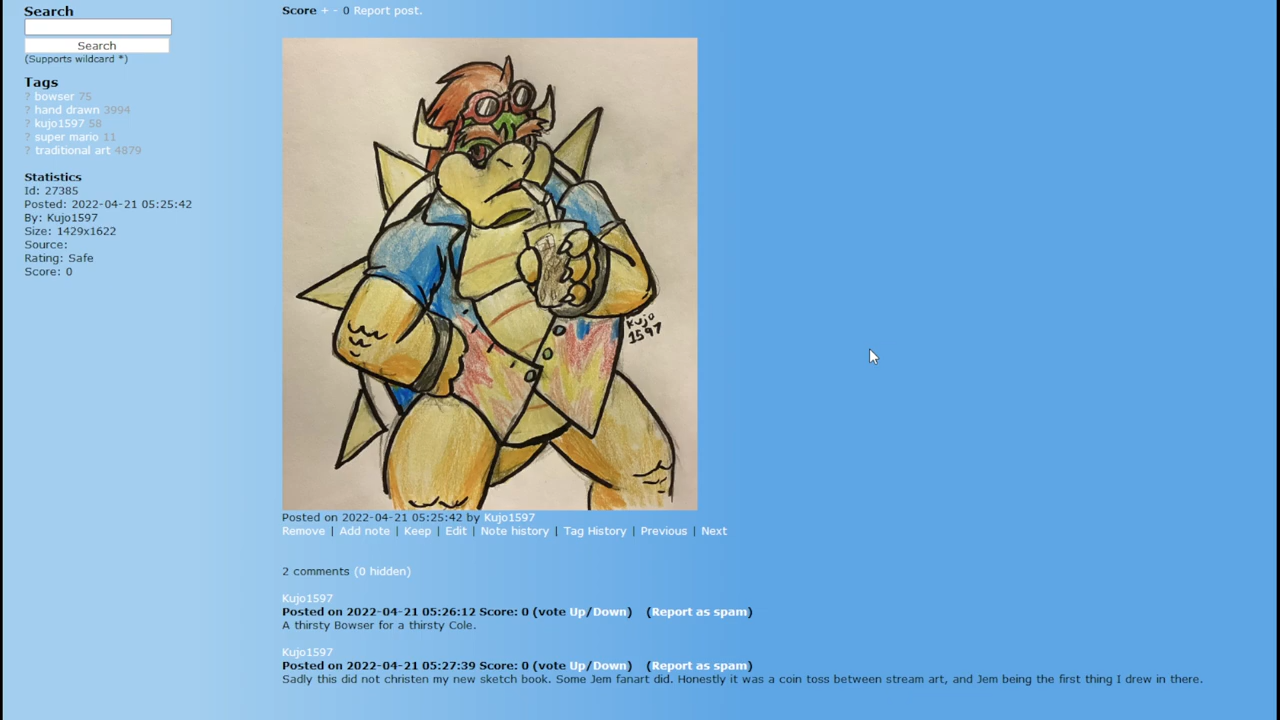 Search
Search
(Supports wildcard *)
Tags
? bowser 75
? hand drawn 3994
? kujo1597 58
? super mario 11
? traditional art 4879
Statistics
Id: 27385
Posted: 2022-04-21 05:25:42
By: Kujo1597
Size: 1429x1622
Source:
Rating: Safe
Score: 0
Score + - 0 Report post.
Kujo
1597
Posted on 2022-04-21 05:25:42 by Kujo1597
Remove | Add note | Keep | Edit | Note history | Tag History | Previous | Next
2 comments (0 hidden)
Kujo1597
Posted on 2022-04-21 05:26:12 Score: 0 (vote Up/Down) (Report as spam)
A thirsty Bowser for a thirsty Cole.
Kujo1597
Posted on 2022-04-21 05:27:39 Score: 0 (vote Up/Down) (Report as spam)
Sadly this did not christen my new sketch book. Some Jem fanart did. Honestly it was a coin toss between stream art, and Jem being the first thing I drew in there.